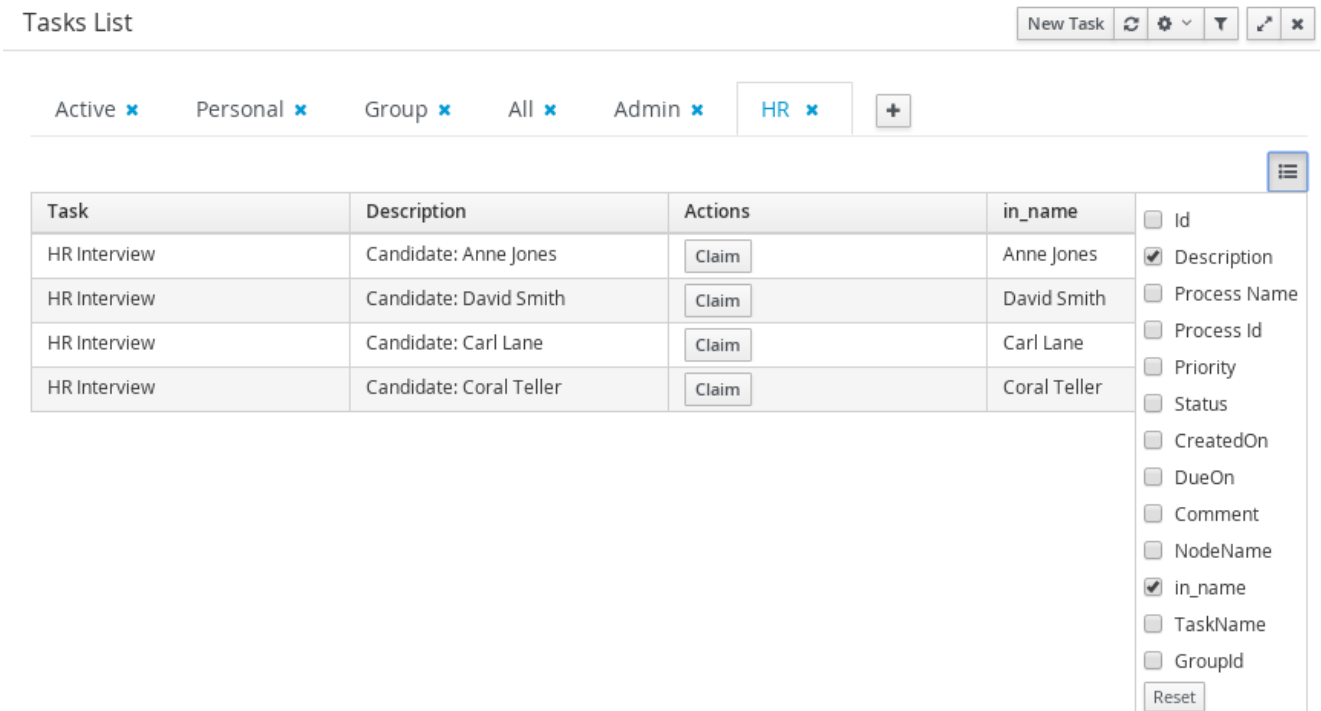 Tasks List
New Task
Active Personal Group All Admin HR
Task Description Actions in_name
HR Interview Candidate: Anne Jones Claim Anne Jones
HR Interview Candidate: David Smith Claim David Smith
HR Interview Candidate: Carl Lane Claim Carl Lane
HR Interview Candidate: Coral Teller Claim Coral Teller
Id
Description
Process Name
Process Id
Priority
Status
CreatedOn
DueOn
Comment
NodeName
in_name
TaskName
GroupId
Reset